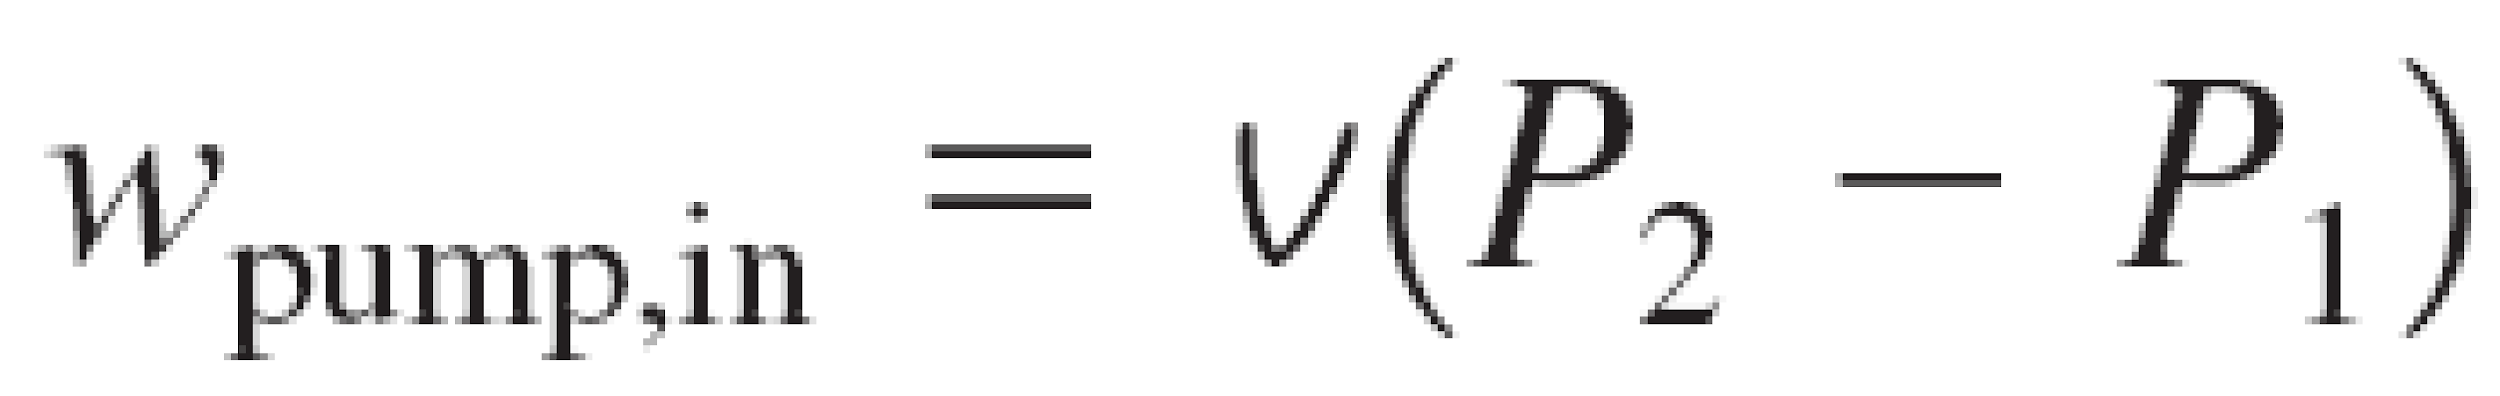 w_pump,in = v(P_2 − P_1)